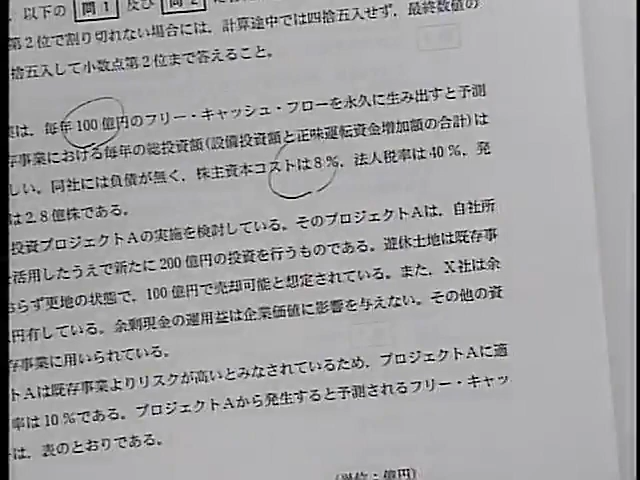 以下の 問1 及び 問2
第2位で割り切れない場合には，計算途中では四捨五入せず，最終数値の
捨五入して小数点第2位まで答えること。
は，毎年100億円のフリー・キャッシュ・フローを永久に生み出すと予測
存事業における毎年の総投資額(設備投資額と正味運転資金増加額の合計)は
しい。同社には負債が無く，株主資本コストは8％，法人税率は40％，発
は2.8億株である。
投資プロジェクトAの実施を検討している。そのプロジェクトAは，自社所
活用したうえで新たに200億円の投資を行うものである。遊休土地は既存事
おらず更地の状態で，100億円で売却可能と想定されている。また，X社は余
円有している。余剰現金の運用益は企業価値に影響を与えない。その他の資
存事業に用いられている。
トAは既存事業よりリスクが高いとみなされているため，プロジェクトAに適
率は10％である。プロジェクトAから発生すると予測されるフリー・キャッ
は，表のとおりである。
(単位：億円)